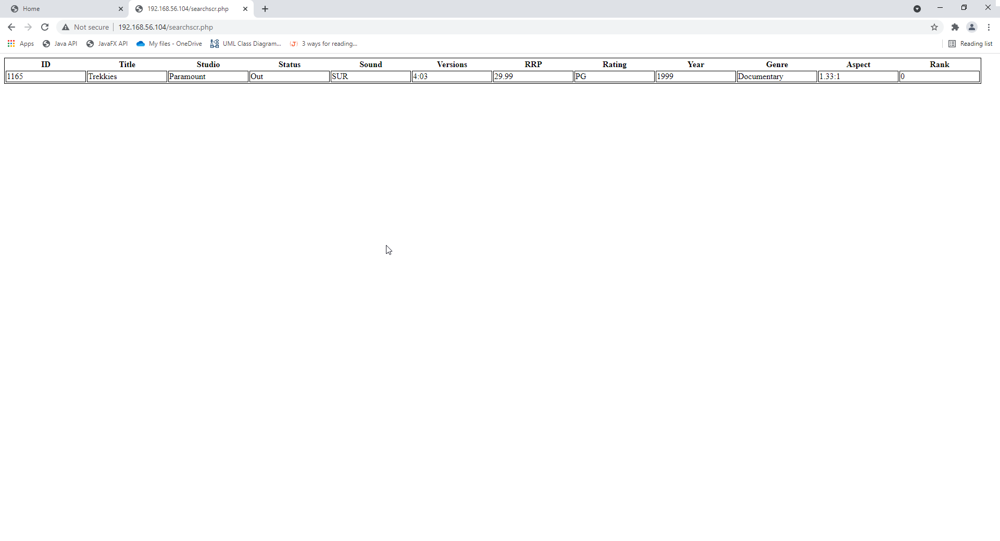 Home
192.168.56.104/searchscr.php
Not secure
192.168.56.104/searchscr.php
Apps
Java API
JavaFX API
My files - OneDrive
UML Class Diagram...
3 ways for reading...
Reading list
ID Title Studio Status Sound Versions RRP Rating Year Genre Aspect Rank
1165 Trekkies Paramount Out SUR 4:03 29.99 PG 1999 Documentary 1.33:1 0